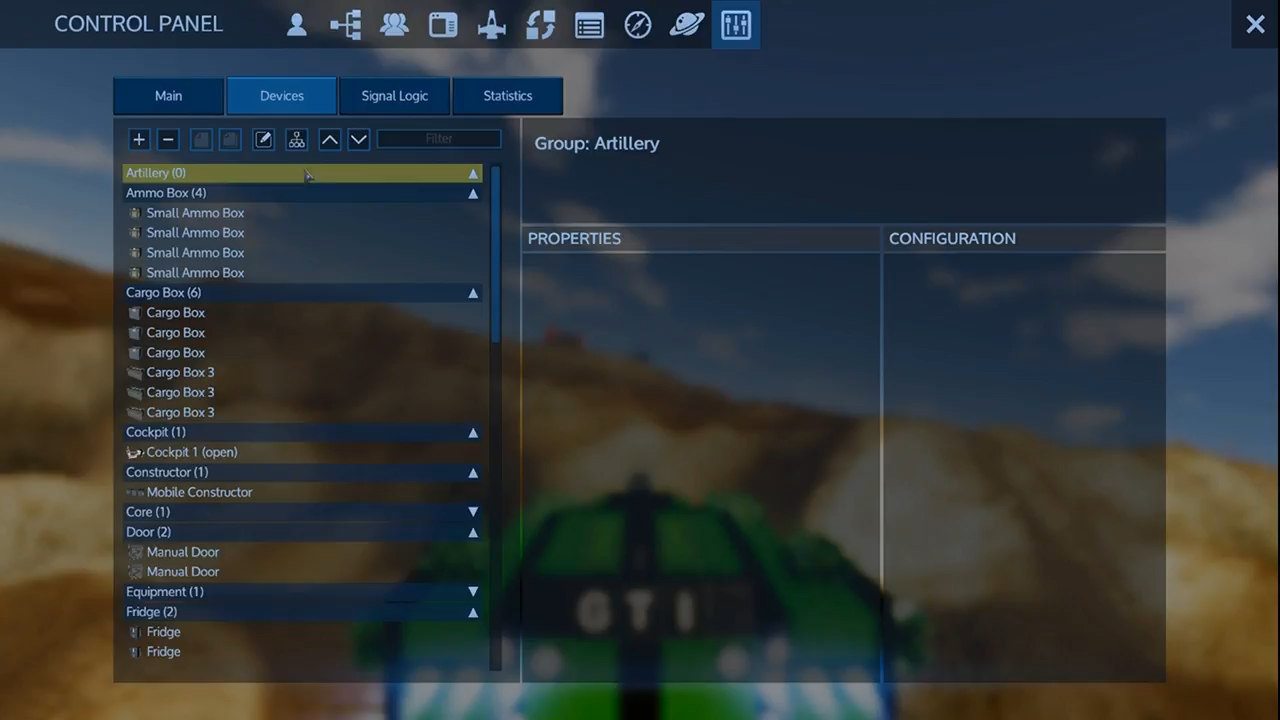 CONTROL PANEL
Main
Devices
Signal Logic
Statistics
Filter
Group: Artillery
Artillery (0)
Ammo Box (4)
Small Ammo Box
Small Ammo Box
Small Ammo Box
Small Ammo Box
Cargo Box (6)
Cargo Box
Cargo Box
Cargo Box
Cargo Box 3
Cargo Box 3
Cargo Box 3
Cockpit (1)
Cockpit 1 (open)
Constructor (1)
Mobile Constructor
Core (1)
Door (2)
Manual Door
Manual Door
Equipment (1)
Fridge (2)
Fridge
Fridge
PROPERTIES
CONFIGURATION
GTI